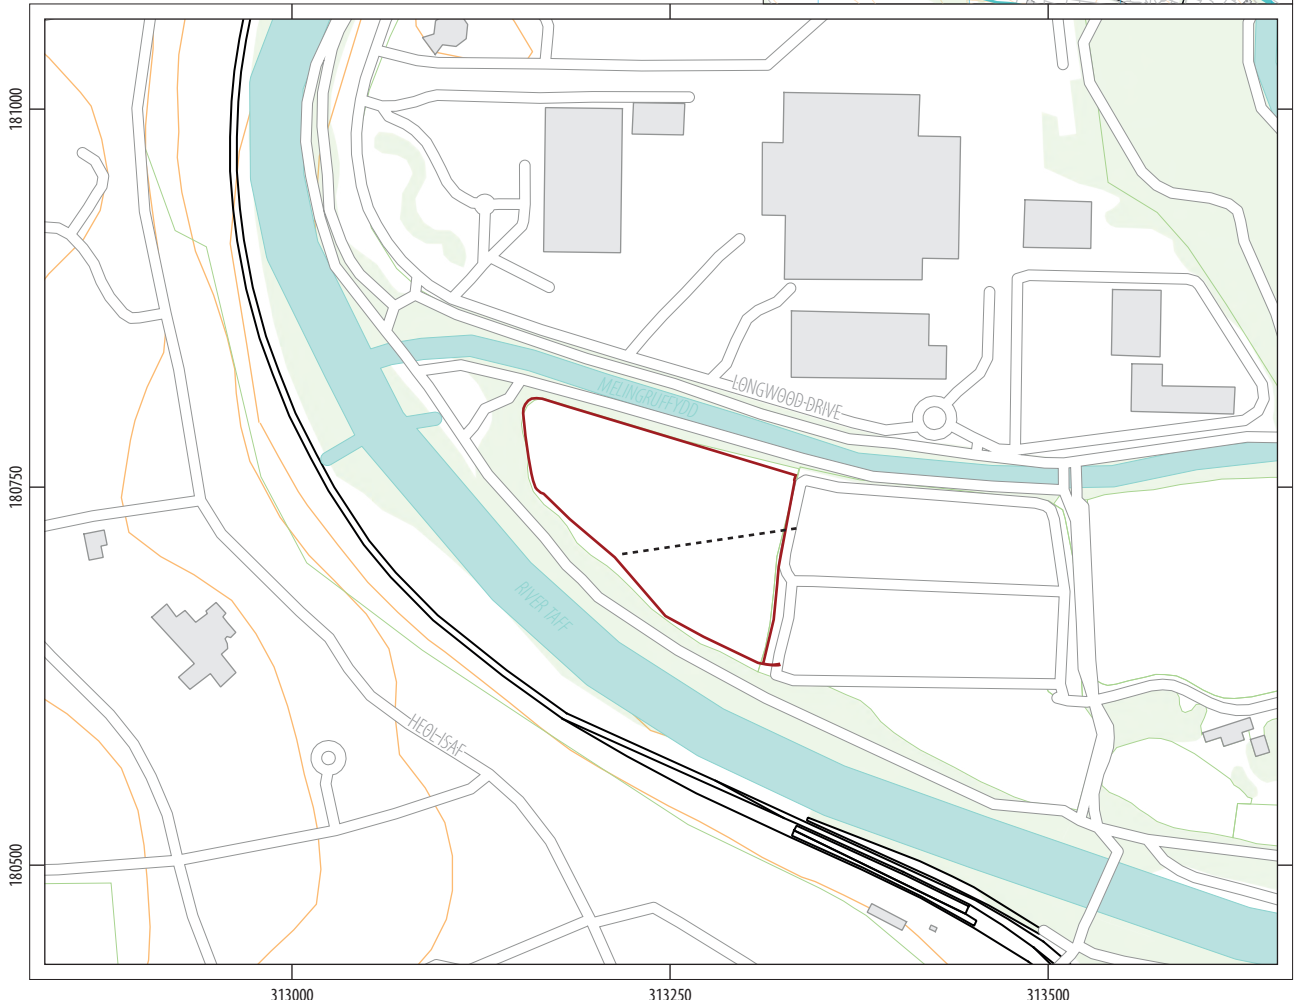 181000
MELINGRUFFYDD
LONGWOOD DRIVE
180750
RIVER TAFF
HEOL ISAF
180500
313000
313250
313500